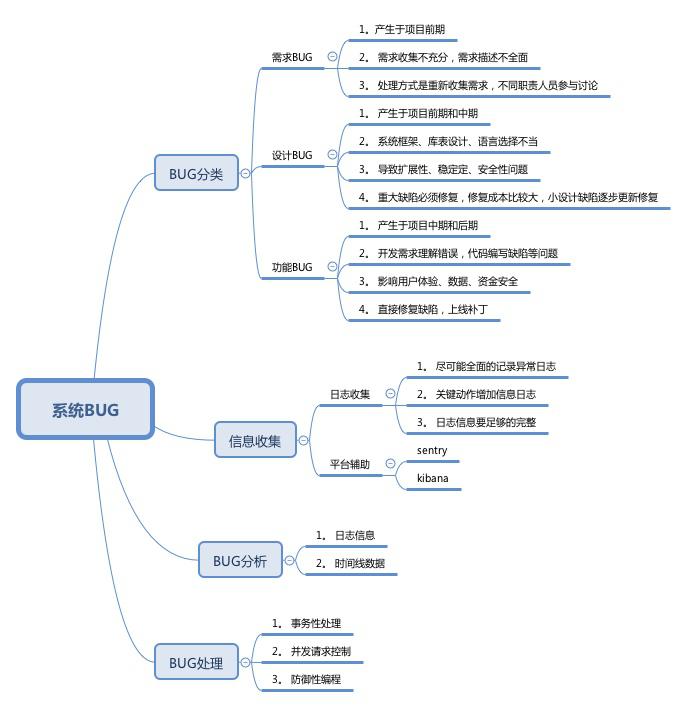 系统BUG
BUG分类
需求BUG
1。产生于项目前期
2。 需求收集不充分，需求描述不全面
3。 处理方式是重新收集需求，不同职责人员参与讨论
设计BUG
1。 产生于项目前期和中期
2。 系统框架、库表设计、语言选择不当
3。 导致扩展性、稳定定、安全性问题
4。 重大缺陷必须修复，修复成本比较大，小设计缺陷逐步更新修复
功能BUG
1。 产生于项目中期和后期
2。 开发需求理解错误，代码编写缺陷等问题
3。 影响用户体验、数据、资金安全
4。 直接修复缺陷，上线补丁
信息收集
日志收集
1。 尽可能全面的记录异常日志
2。 关键动作增加信息日志
3。 日志信息要足够的完整
平台辅助
sentry
kibana
BUG分析
1。 日志信息
2。 时间线数据
BUG处理
1。 事务性处理
2。 并发请求控制
3。 防御性编程